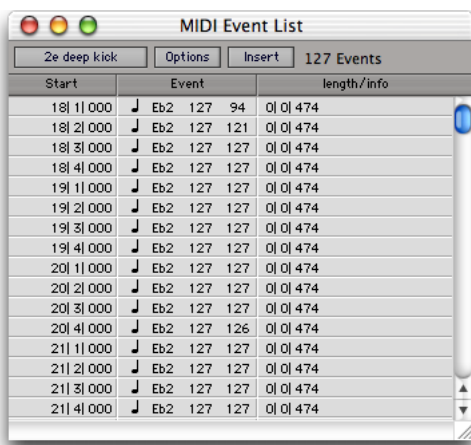 MIDI Event List
2e deep kick Options Insert 127 Events
Start Event length/info
18| 1| 000 Eb2 127 94 0| 0| 474
18| 2| 000 Eb2 127 121 0| 0| 474
18| 3| 000 Eb2 127 127 0| 0| 474
18| 4| 000 Eb2 127 127 0| 0| 474
19| 1| 000 Eb2 127 127 0| 0| 474
19| 2| 000 Eb2 127 127 0| 0| 474
19| 3| 000 Eb2 127 127 0| 0| 474
19| 4| 000 Eb2 127 127 0| 0| 474
20| 1| 000 Eb2 127 127 0| 0| 474
20| 2| 000 Eb2 127 127 0| 0| 474
20| 3| 000 Eb2 127 127 0| 0| 474
20| 4| 000 Eb2 127 126 0| 0| 474
21| 1| 000 Eb2 127 127 0| 0| 474
21| 2| 000 Eb2 127 127 0| 0| 474
21| 3| 000 Eb2 127 127 0| 0| 474
21| 4| 000 Eb2 127 127 0| 0| 474